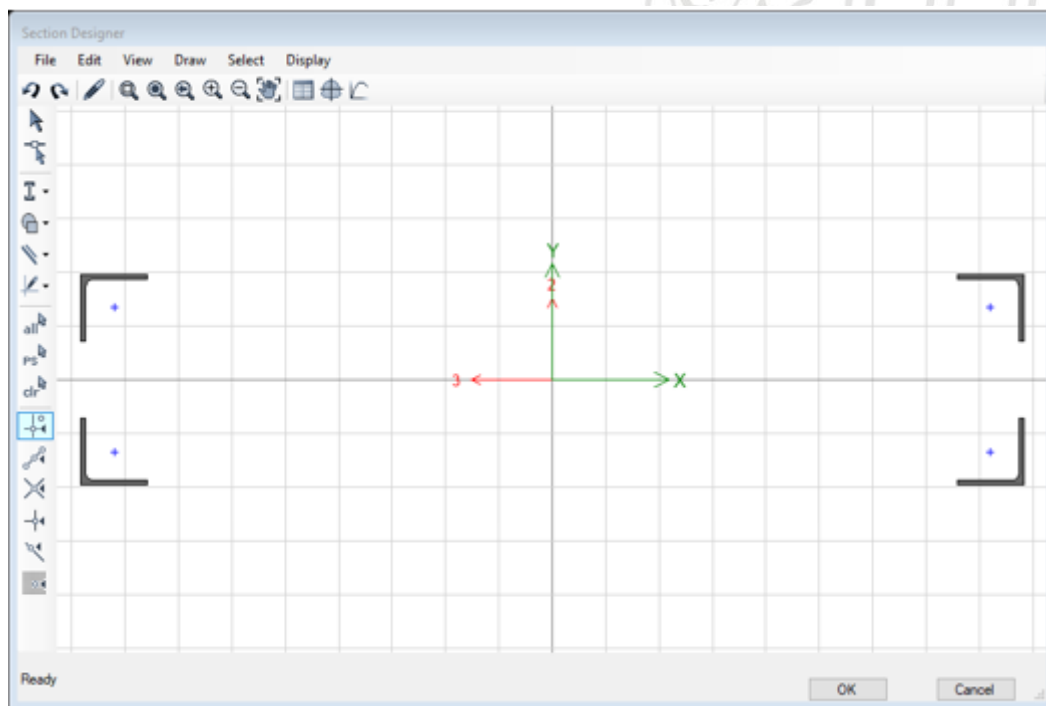 Section Designer
File Edit View Draw Select Display
all
ps
clr
Y
2
3
X
Ready
OK Cancel